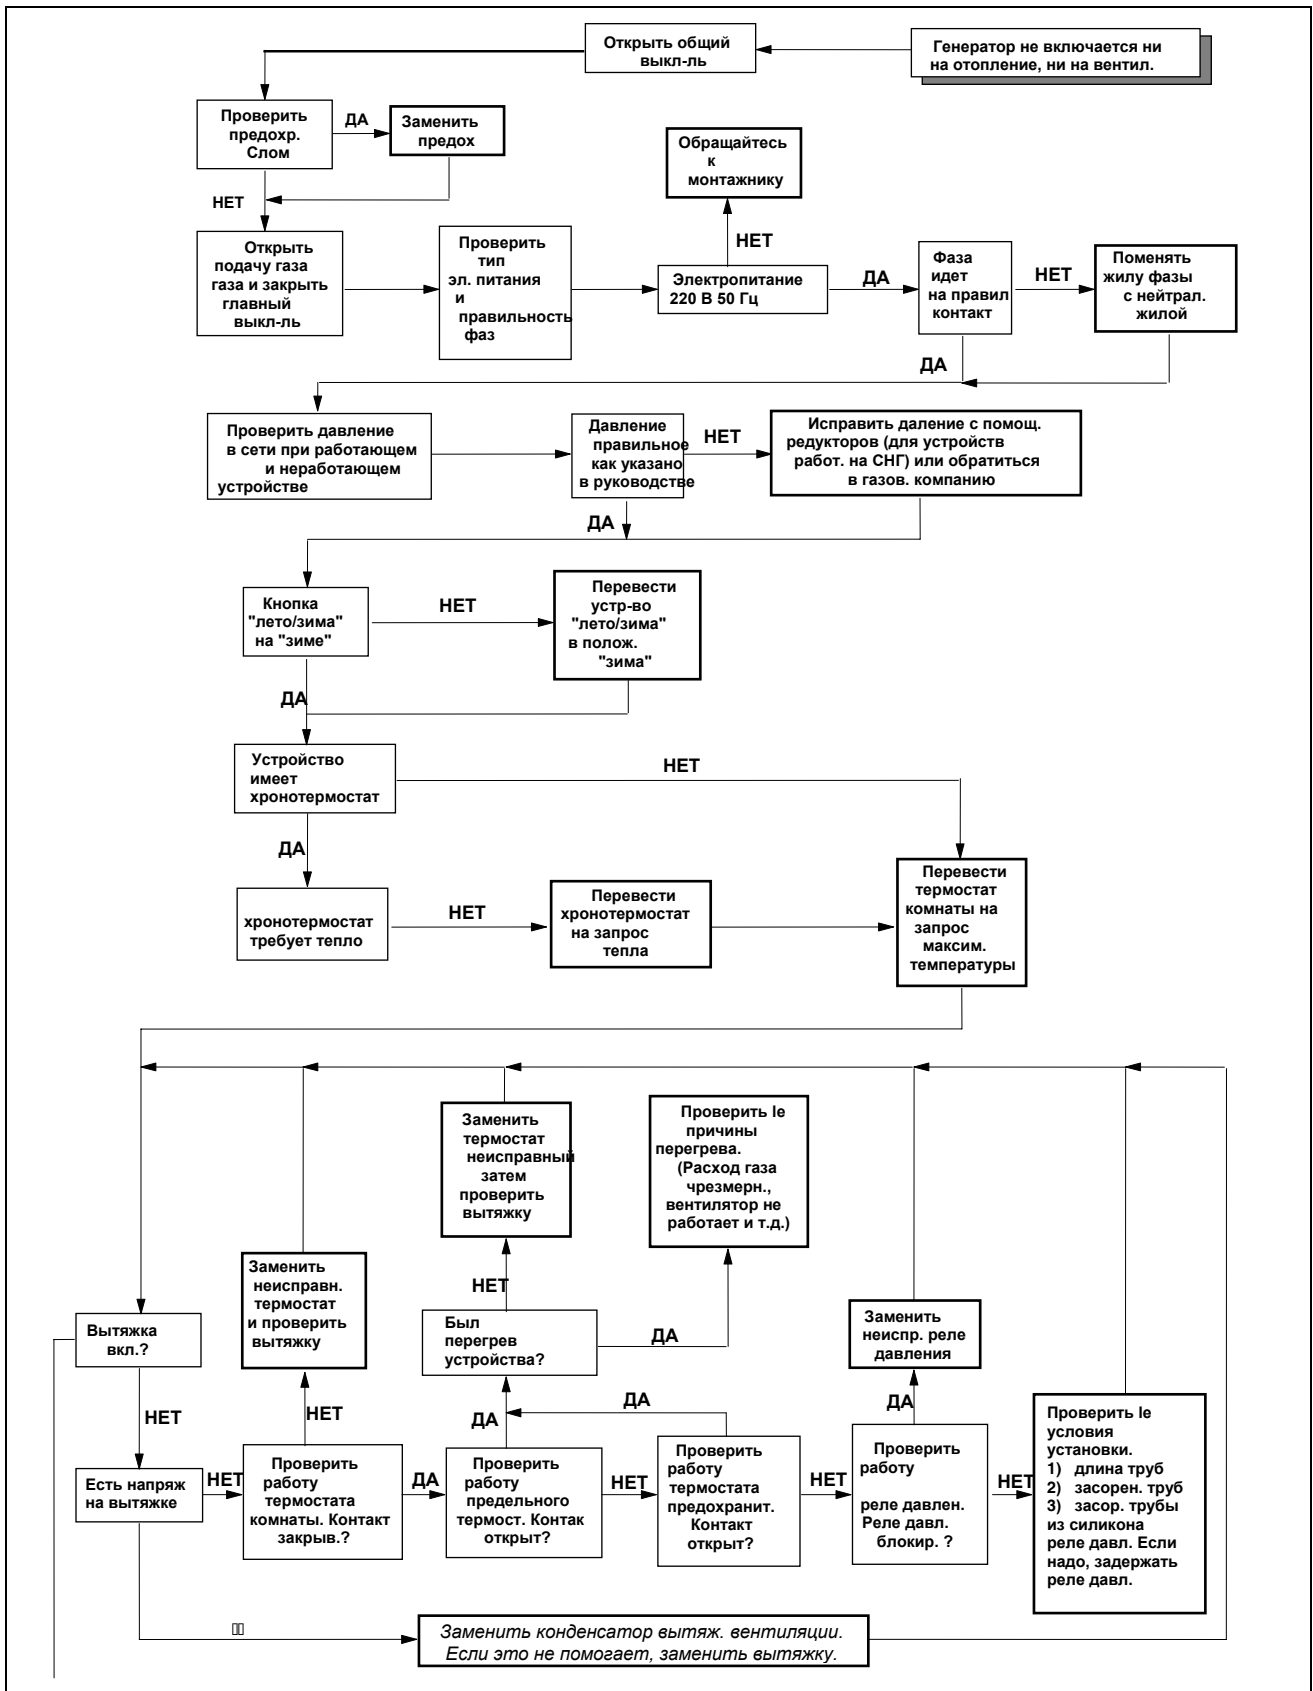 Открыть общий
выкл-ль
Генератор не включается ни
на отопление, ни на вентил.
Проверить
предохр.
Слом
ДА
Заменить
предох
НЕТ
Обращайтесь
к
монтажнику
НЕТ
Открыть
подачу газа
газа и закрыть
главный
выкл-ль
Проверить
тип
эл. питания
и
правильность
фаз
Электропитание
220 В 50 Гц
ДА
Фаза
идет
на правил
контакт
НЕТ
Поменять
жилу фазы
с нейтрал.
жилой
ДА
Проверить давление
в сети при работающем
и неработающем
устройстве
Давление
правильное
как указано
в руководстве
НЕТ
Исправить даление с помощ.
редукторов (для устройств
работ. на СНГ) или обратиться
в газов. компанию
ДА
Кнопка
"лето/зима"
на "зиме"
НЕТ
Перевести
устр-во
"лето/зима"
в полож.
"зима"
ДА
Устройство
имеет
хронотермостат
НЕТ
ДА
хронотермостат
требует тепло
НЕТ
Перевести
хронотермостат
на запрос
тепла
Перевести
термостат
комнаты на
запрос
максим.
температуры
Заменить
термостат
неисправный
затем
проверить
вытяжку
Проверить le
причины
перегрева.
(Расход газа
чрезмерн.,
вентилятор не
работает и т.д.)
Заменить
неисправн.
термостат
и проверить
вытяжку
НЕТ
Вытяжка
вкл.?
Был
перегрев
устройства?
ДА
Заменить
неиспр. реле
давления
НЕТ
НЕТ
ДА
ДА
ДА
Есть напряж
на вытяжке
НЕТ
Проверить
работу
термостата
комнаты. Контакт
закрыв.?
ДА
Проверить
работу
предельного
термост. Контак
открыт?
НЕТ
Проверить
работу
термостата
предохранит.
Контакт
открыт?
НЕТ
Проверить
работу
реле давлен.
Реле давл.
блокир. ?
НЕТ
Проверить le
условия
установки.
1) длина труб
2) засорен. труб
3) засор. трубы
из силикона
реле давл. Если
надо, задержать
реле давл.
Заменить конденсатор вытяж. вентиляции.
Если это не помогает, заменить вытяжку.